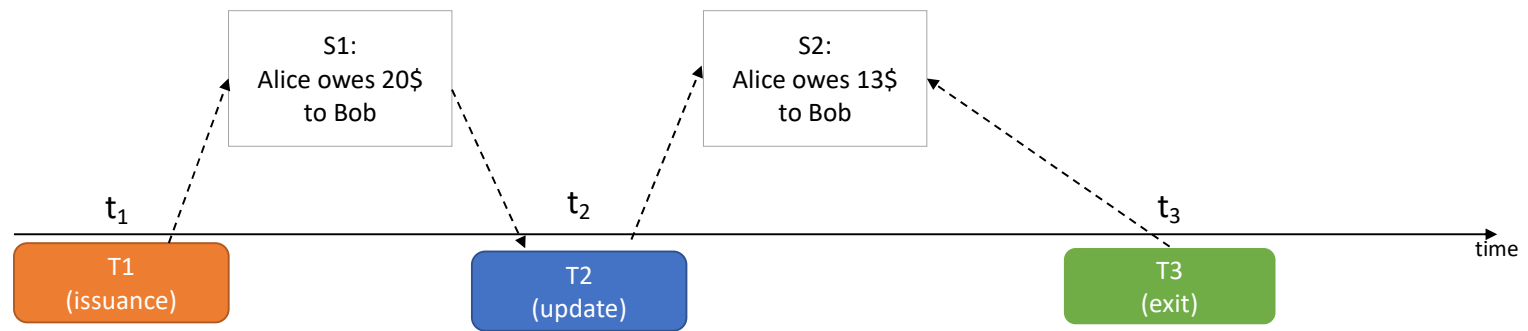 S1:
Alice owes 20$
to Bob
S2:
Alice owes 13$
to Bob
t₁
t₂
t₃
time
T1
(issuance)
T2
(update)
T3
(exit)